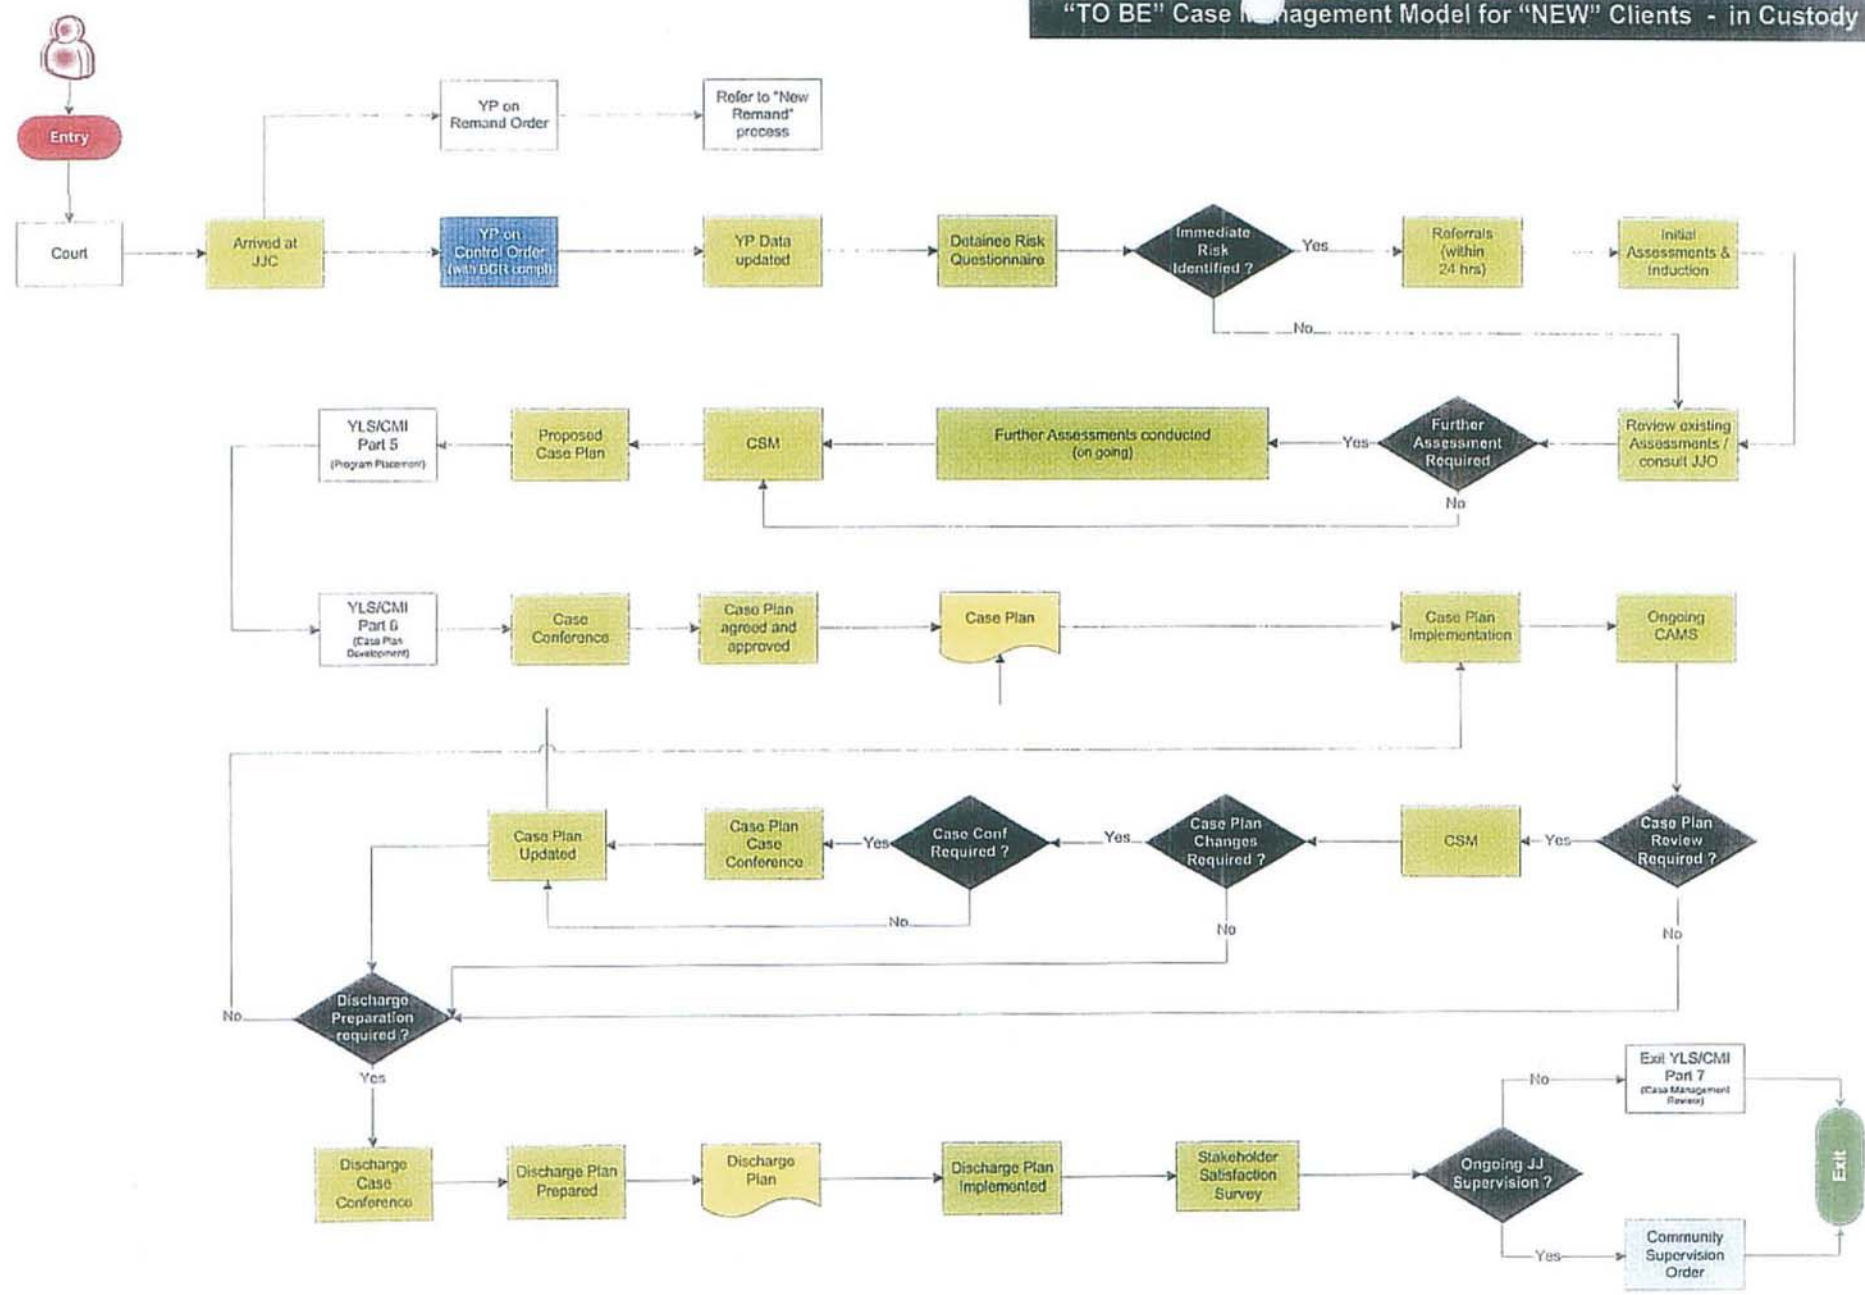 "TO BE" Case Management Model for "NEW" Clients - in Custody
Entry
YP on
Remand Order
Refer to "New
Remand"
process
Court
Arrived at
JJC
YP on
Control Order
YP Data
updated
Detainee Risk
Questionnaire
Immediate
Risk
Identified ?
Yes
Referrals
(within
24 hrs)
Initial
Assessments &
Induction
No
YLS/CMI
Part 5
(Program Placement)
Proposed
Case Plan
CSM
Further Assessments conducted
(on going)
Yes
Further
Assessment
Required
Review existing
Assessments /
consult JJO
No
YLS/CMI
Part 6
(Case Plan
Development)
Case
Conference
Case Plan
agreed and
approved
Case Plan
Case Plan
Implementation
Ongoing
CAMS
Case Plan
Updated
Case Plan
Case
Conference
Yes
Case Conf
Required ?
Yes
Case Plan
Changes
Required ?
CSM
Yes
Case Plan
Review
Required ?
No
No
No
No
Discharge
Preparation
required ?
Yes
Discharge
Case
Conference
Discharge Plan
Prepared
Discharge
Plan
Discharge Plan
Implemented
Stakeholder
Satisfaction
Survey
Ongoing JJ
Supervision ?
No
Exit YLS/CMI
Part 7
(Case Management
Review)
Yes
Community
Supervision
Order
Exit